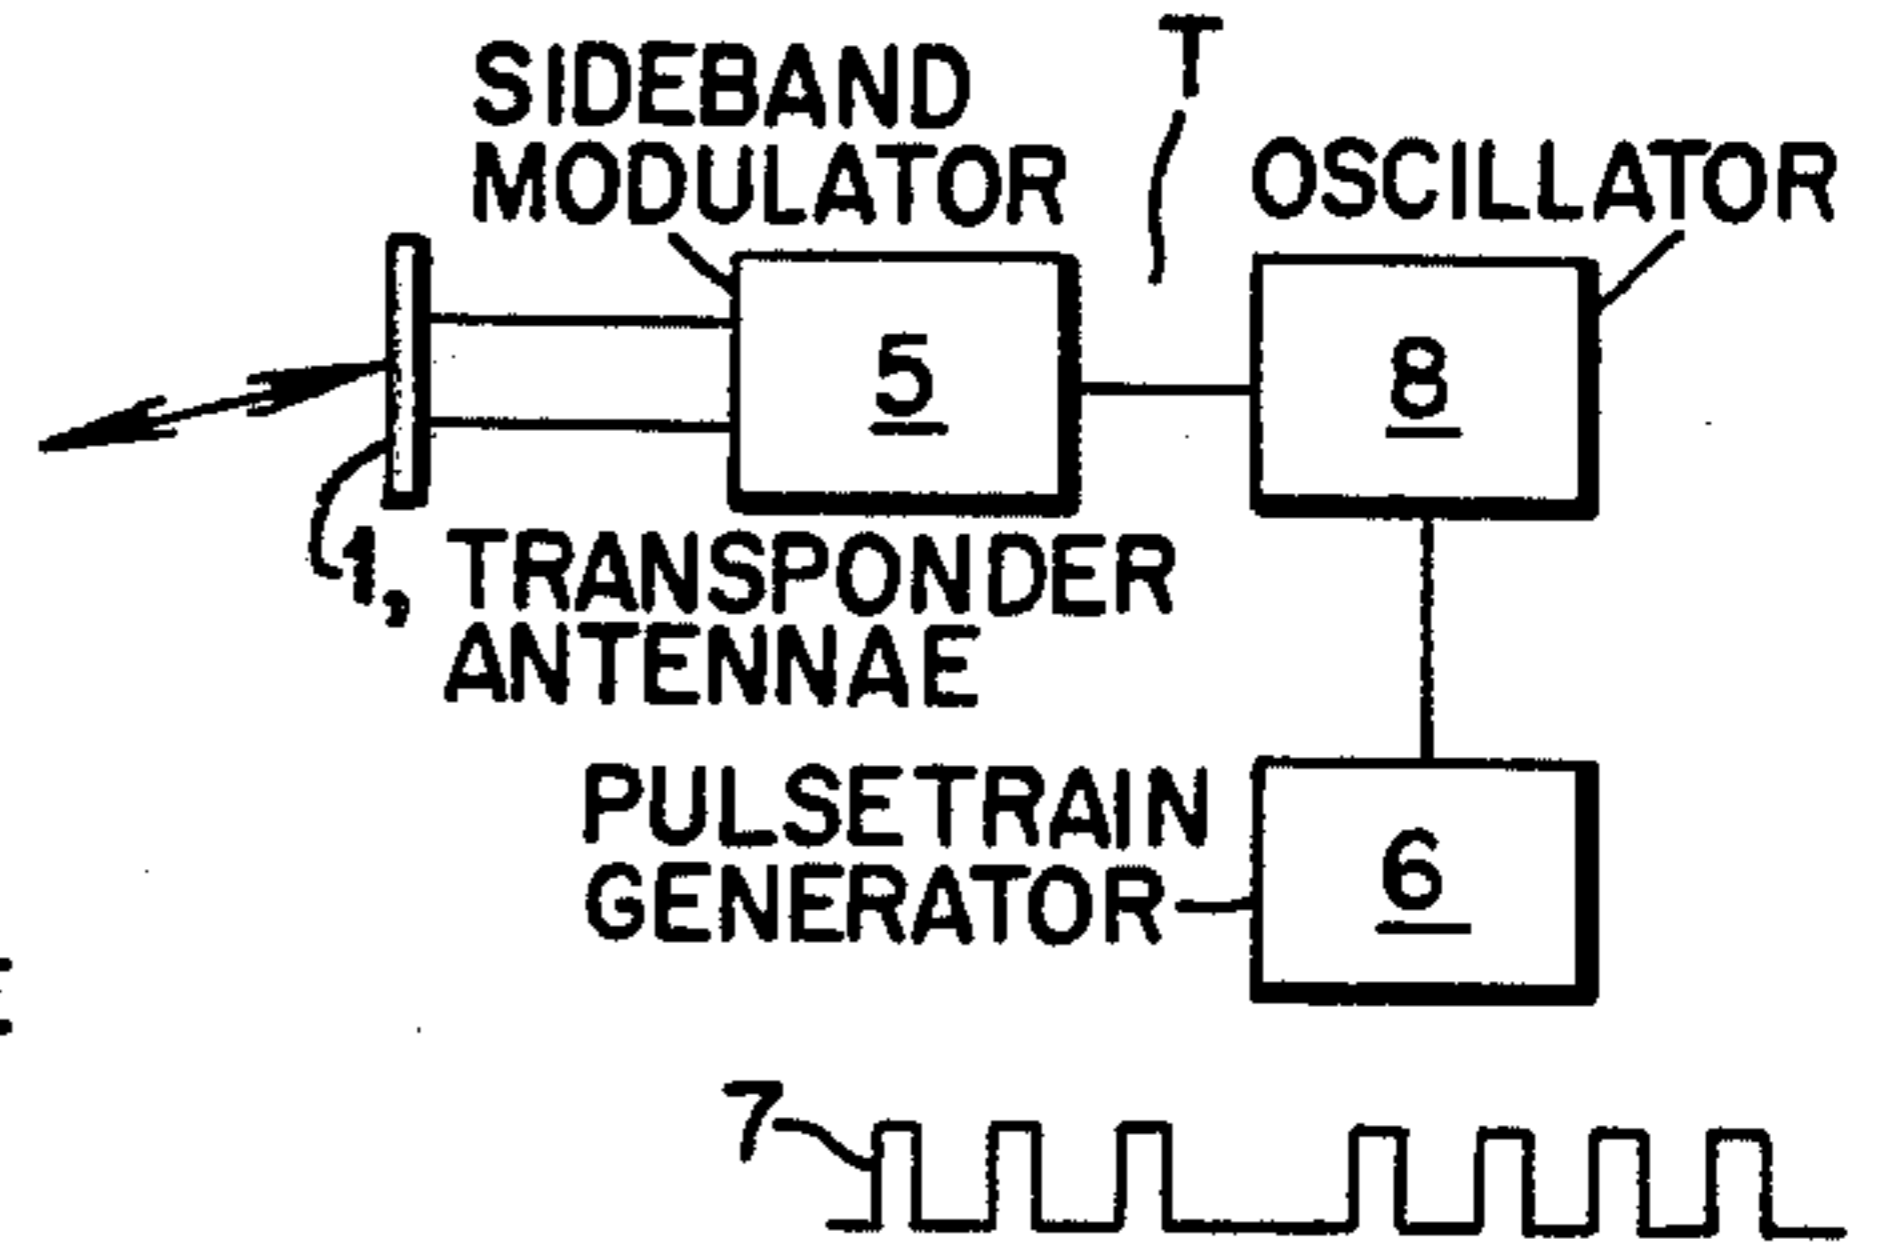 T
SIDEBAND
MODULATOR
OSCILLATOR
5
8
1, TRANSPONDER
ANTENNAE
PULSETRAIN
GENERATOR
6
7